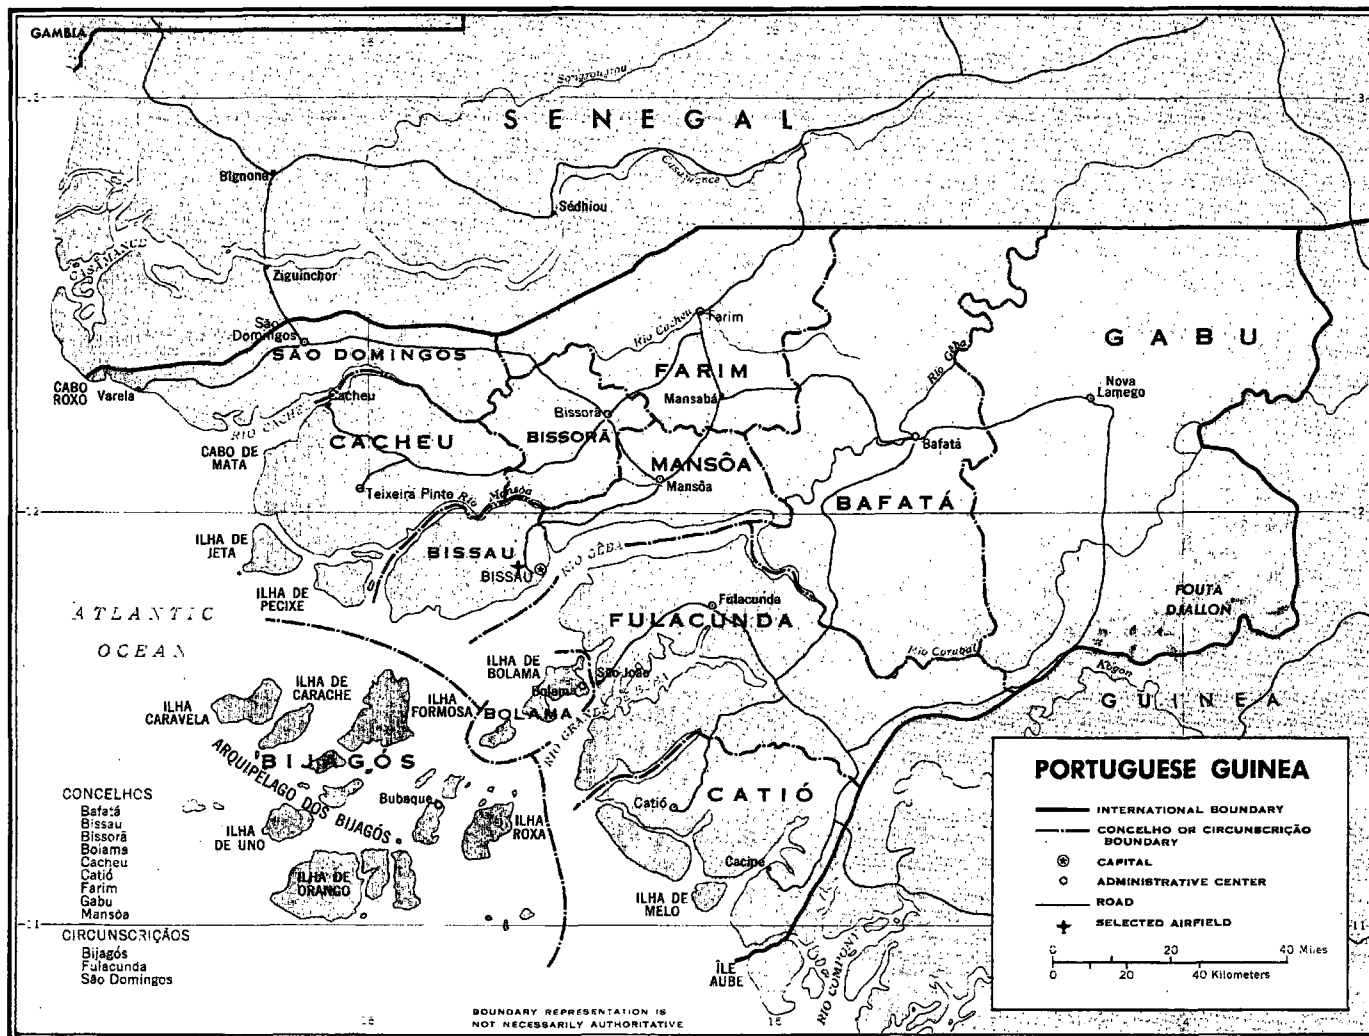 GAMBIA
Songrougrou
SENEGAL
Casamance
Bignona
Sédhiou
CASAMANCE
Ziguinchor
São
Domingos
SÃO DOMINGOS
CABO
ROXO
Varela
Rio Cacheu
Farim
FARIM
Mansabá
Rio Gêba
GABU
Nova
Lamego
Cacheu
RIO CACHEU
CACHEU
CABO DE
MATA
Bissorã
BISSORÃ
MANSÔA
Mansôa
Bafatá
BAFATÁ
Teixeira Pinto
Rio Mansôa
ILHA
DE JETA
ILHA DE
PECIXE
BISSAU
BISSAU
RIO GÊBA
Fulacunda
FULACUNDA
FOUTA
DJALLON
Rio Corubal
Kogon
GUINEA
ATLANTIC
OCEAN
ILHA DE
BOLAMA
Bolama
São João
ILHA DE
CARACHE
ILHA
CARAVELA
ILHA
FORMOSA
BOLAMA
RIO GRANDE
BIJAGÓS
ARQUIPELAGO DOS BIJAGÓS
Bubaque
ILHA
DE UNO
ILHA
ROXA
ILHA DE
ORANGO
Catió
CATIÓ
Cacine
ILHA DE
MELO
ÎLE
AUBE
RIO COMPONY
CONCELHOS
Bafatá
Bissau
Bissorã
Bolama
Cacheu
Catió
Farim
Gabu
Mansôa
CIRCUNSCRIÇÃOS
Bijagós
Fulacunda
São Domingos
PORTUGUESE GUINEA
INTERNATIONAL BOUNDARY
CONCELHO OR CIRCUNSCRIÇÃO
BOUNDARY
CAPITAL
ADMINISTRATIVE CENTER
ROAD
SELECTED AIRFIELD
0 20 40 Miles
0 20 40 Kilometers
BOUNDARY REPRESENTATION IS
NOT NECESSARILY AUTHORITATIVE